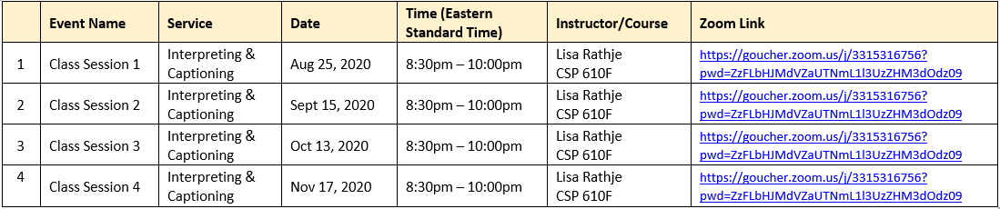 Event Name Service Date Time (Eastern Standard Time) Instructor/Course Zoom Link
1 Class Session 1 Interpreting & Captioning Aug 25, 2020 8:30pm – 10:00pm Lisa Rathje CSP 610F https://goucher.zoom.us/j/3315316756?pwd=ZzFLbHJMdVZaUTNmL1l3UzZHM3dOdz09
2 Class Session 2 Interpreting & Captioning Sept 15, 2020 8:30pm – 10:00pm Lisa Rathje CSP 610F https://goucher.zoom.us/j/3315316756?pwd=ZzFLbHJMdVZaUTNmL1l3UzZHM3dOdz09
3 Class Session 3 Interpreting & Captioning Oct 13, 2020 8:30pm – 10:00pm Lisa Rathje CSP 610F https://goucher.zoom.us/j/3315316756?pwd=ZzFLbHJMdVZaUTNmL1l3UzZHM3dOdz09
4 Class Session 4 Interpreting & Captioning Nov 17, 2020 8:30pm – 10:00pm Lisa Rathje CSP 610F https://goucher.zoom.us/j/3315316756?pwd=ZzFLbHJMdVZaUTNmL1l3UzZHM3dOdz09